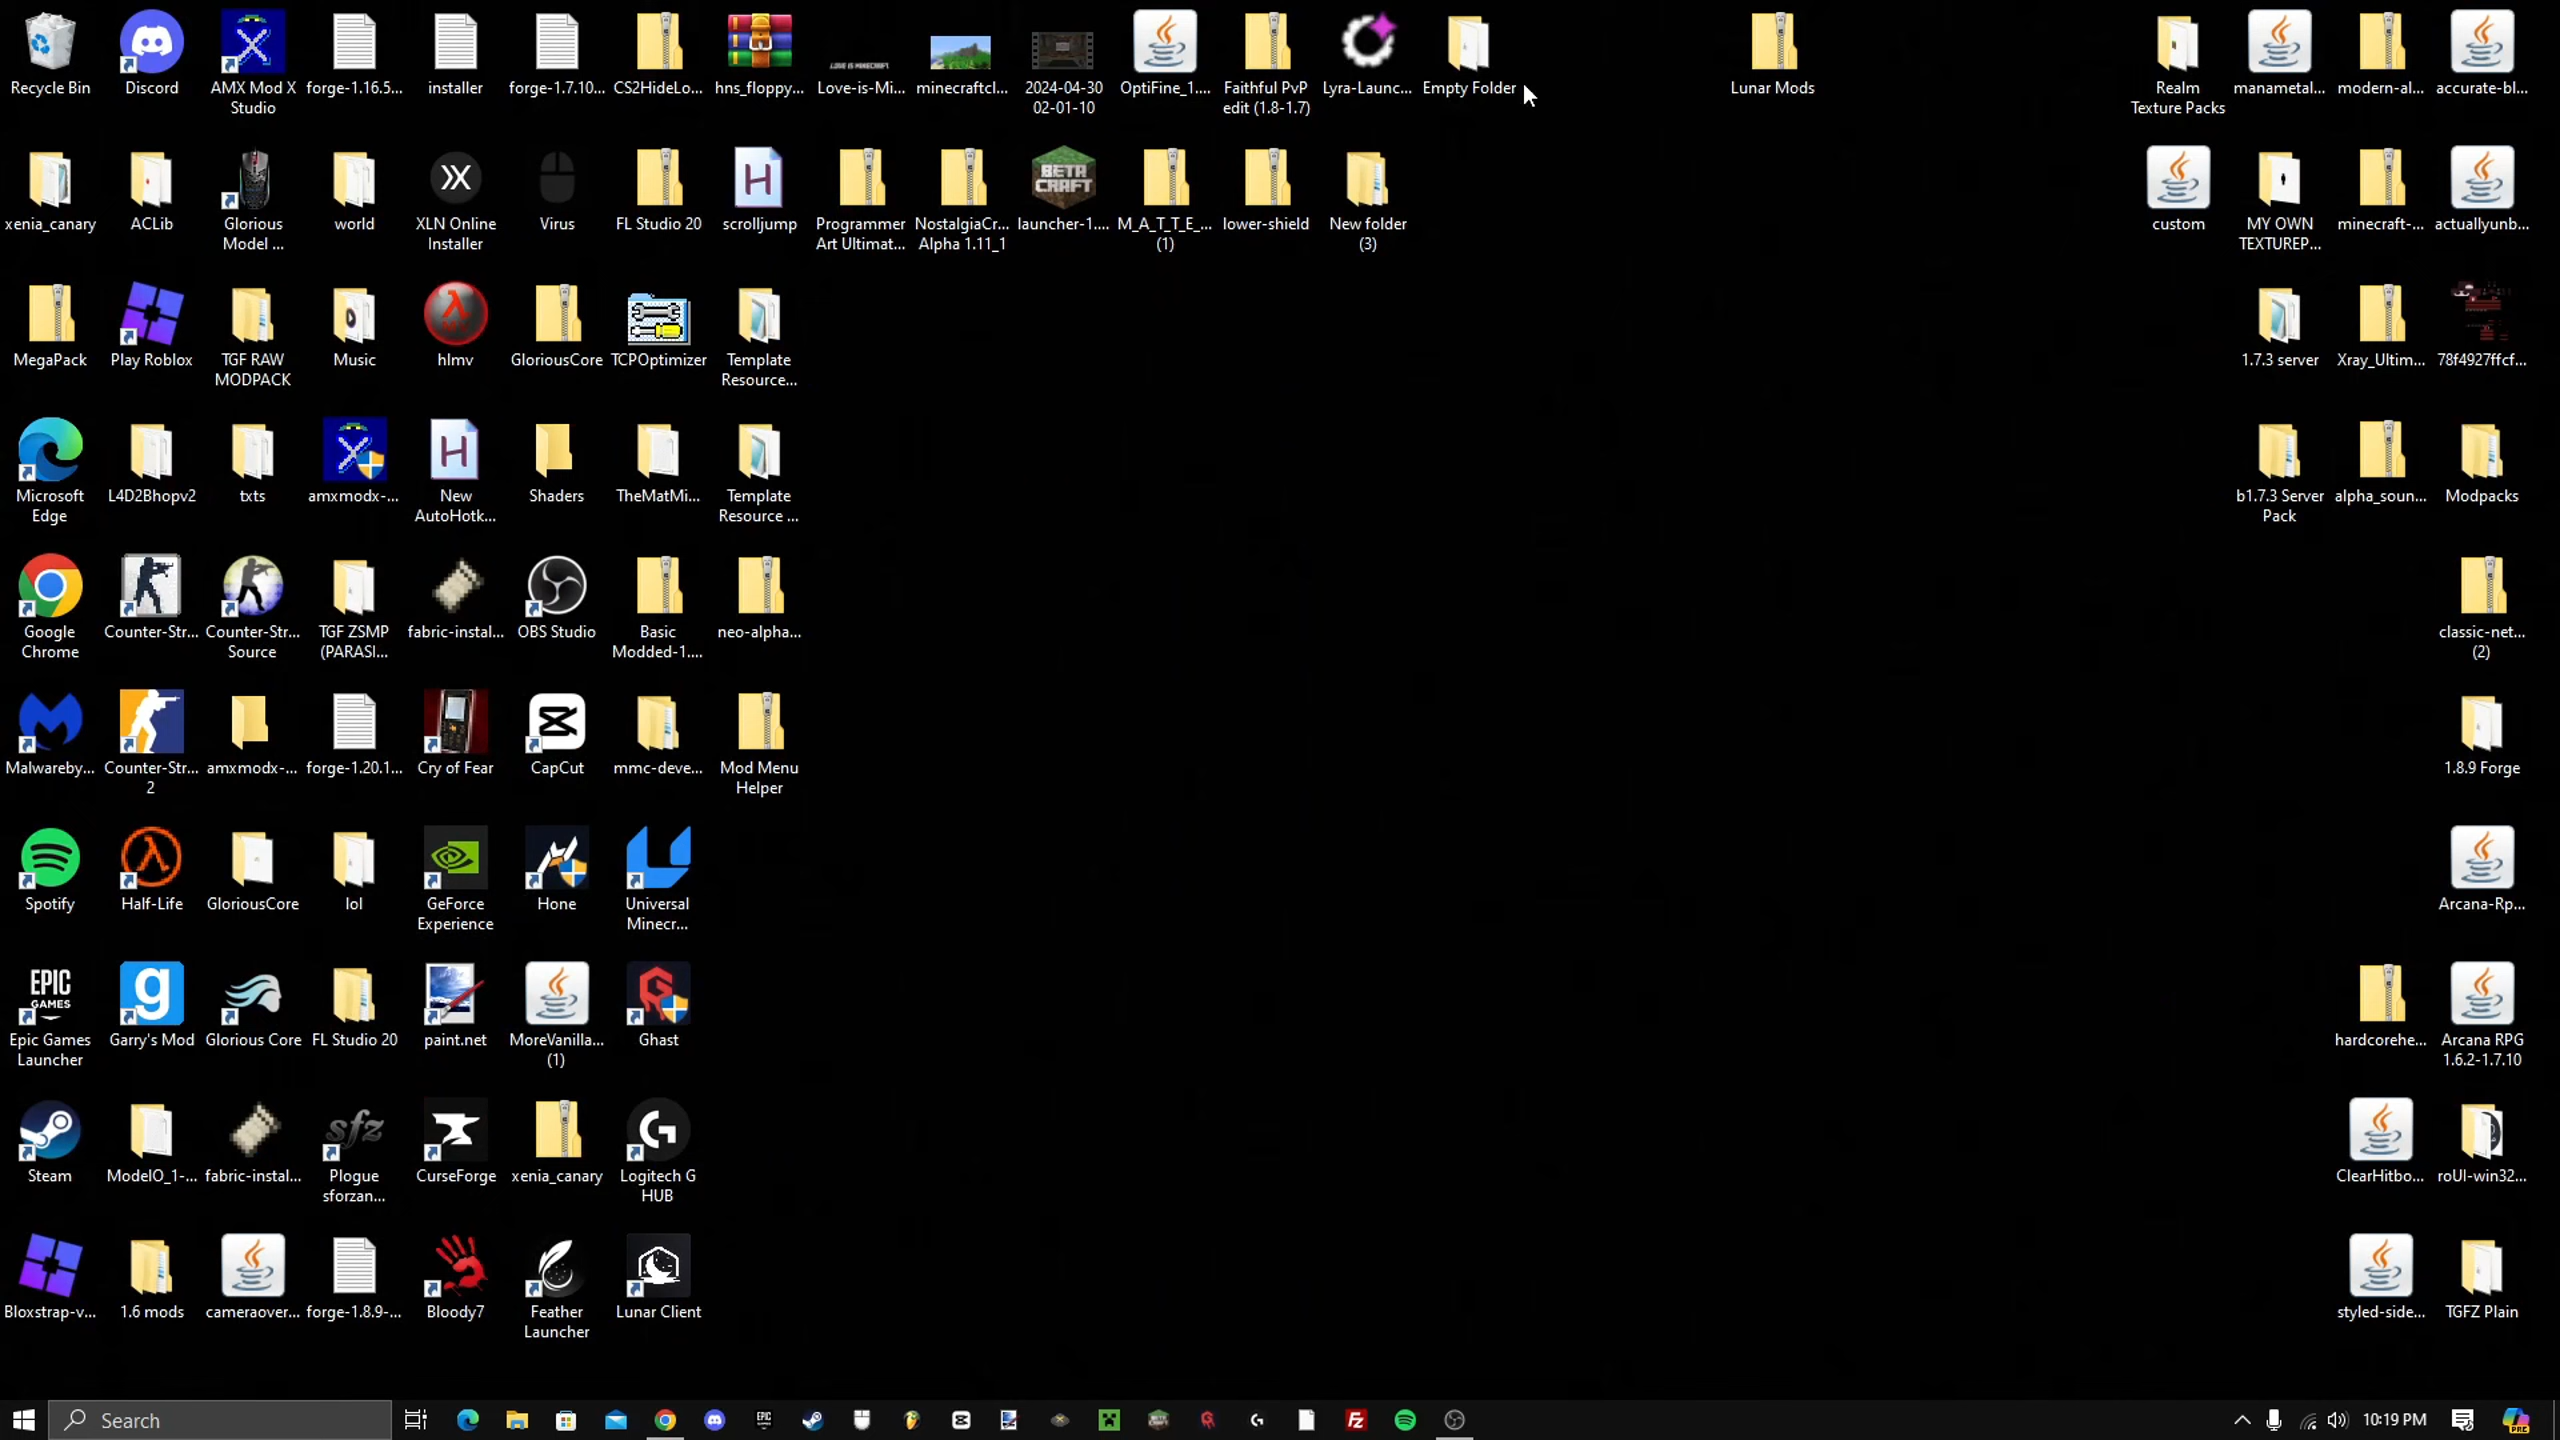 Recycle Bin
Discord
AMX Mod X
Studio
forge-1.16.5...
installer
forge-1.7.10...
CS2HideLo...
hns_floppy...
LOVE IS MINECRAFT
Love-is-Mi...
minecraftcl...
2024-04-30
02-01-10
OptiFine_1....
Faithful PvP
edit (1.8-1.7)
Lyra-Launc...
Empty Folder
Lunar Mods
Realm
Texture Packs
manametal...
modern-al...
accurate-bl...
xenia_canary
ACLib
Glorious
Model ...
world
XLN Online
Installer
Virus
FL Studio 20
H
scrolljump
Programmer
Art Ultimat...
NostalgiaCr...
Alpha 1.11_1
BETA
CRAFT
launcher-1....
M_A_T_T_E_...
(1)
lower-shield
New folder
(3)
custom
MY OWN
TEXTUREP...
minecraft-...
actuallyunb...
MegaPack
Play Roblox
TGF RAW
MODPACK
Music
hlmv
GloriousCore
TCPOptimizer
Template
Resource...
1.7.3 server
Xray_Ultim...
78f4927ffcf...
Microsoft
Edge
L4D2Bhopv2
txts
amxmodx-...
H
New
AutoHotk...
Shaders
TheMatMi...
Template
Resource ...
b1.7.3 Server
Pack
alpha_soun...
Modpacks
Google
Chrome
Counter-Str...
Counter-Str...
Source
TGF ZSMP
(PARASI...
fabric-instal...
OBS Studio
Basic
Modded-1....
neo-alpha...
classic-net...
(2)
Malwareby...
Counter-Str...
2
amxmodx-...
forge-1.20.1...
Cry of Fear
CapCut
mmc-deve...
Mod Menu
Helper
1.8.9 Forge
Spotify
Half-Life
GloriousCore
lol
GeForce
Experience
Hone
Universal
Minecr...
Arcana-Rp...
EPIC
GAMES
Epic Games
Launcher
g
Garry's Mod
Glorious Core
FL Studio 20
paint.net
MoreVanilla...
(1)
Ghast
hardcorehe...
Arcana RPG
1.6.2-1.7.10
Steam
ModelO_1-...
fabric-instal...
sfz
Plogue
sforzan...
CurseForge
xenia_canary
Logitech G
HUB
ClearHitbo...
roUI-win32...
Bloxstrap-v...
1.6 mods
cameraover...
forge-1.8.9-...
Bloody7
Feather
Launcher
Lunar Client
styled-side...
TGFZ Plain
Search
EPIC
FZ
10:19 PM
PRE